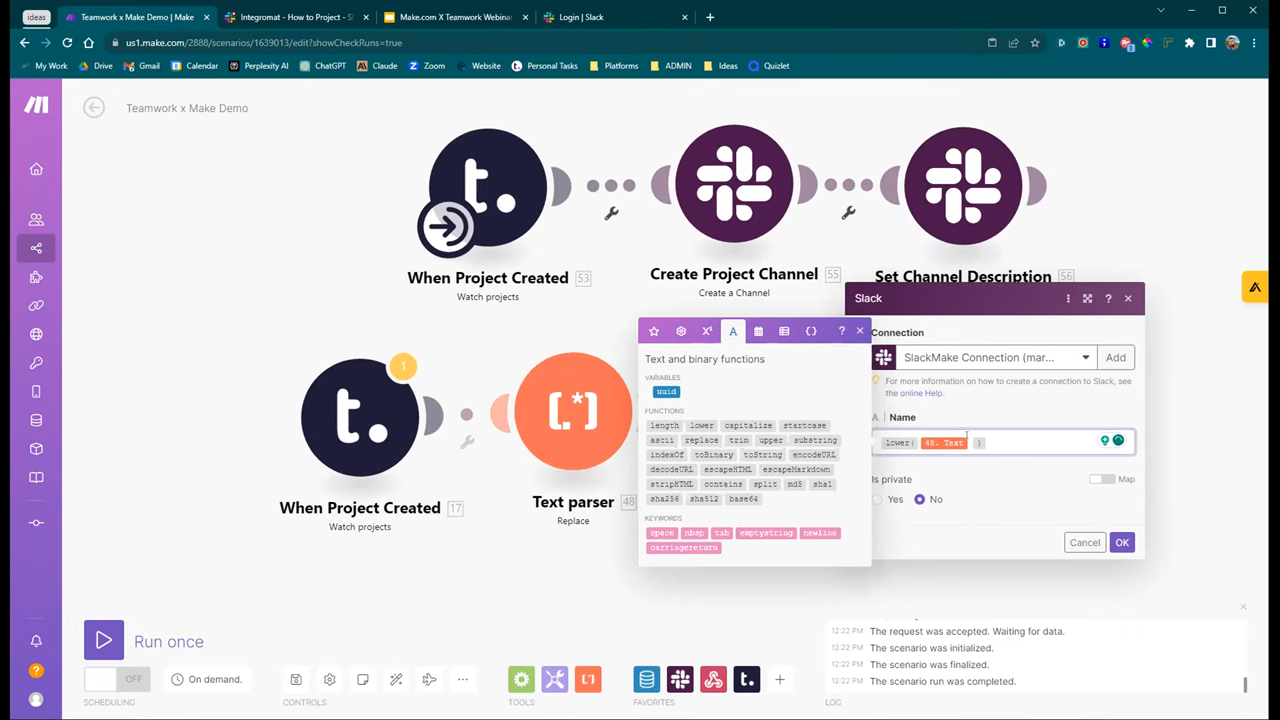 ideas
Teamwork x Make Demo | Make
Integromat - How to Project - S
Make.com X Teamwork Webinar
Login | Slack
us1.make.com/2888/scenarios/1639013/edit?showCheckRuns=true
My Work
Drive
Gmail
Calendar
Perplexity AI
ChatGPT
Claude
Zoom
Website
Personal Tasks
Platforms
ADMIN
Ideas
Quizlet
Teamwork x Make Demo
t.
When Project Created 53
Watch projects
Create Project Channel 55
Create a Channel
Set Channel Description 56
1
t.
When Project Created 17
Watch projects
[.*]
Text parser 48
Replace
X¹ A { } ?
Text and binary functions
VARIABLES
uuid
FUNCTIONS
length lower capitalize startcase
ascii replace trim upper substring
indexOf toBinary toString encodeURL
decodeURL escapeHTML escapeMarkdown
stripHTML contains split md5 sha1
sha256 sha512 base64
KEYWORDS
space nbsp tab emptystring newline
carriagereturn
Slack
Connection
SlackMake Connection (mar...
Add
For more information on how to create a connection to Slack, see
the online Help.
A Name
lower( 48. Text )
Is private
Map
Yes No
Cancel OK
Run once
OFF
On demand.
SCHEDULING
CONTROLS
TOOLS
FAVORITES
LOG
12:22 PM The request was accepted. Waiting for data.
12:22 PM The scenario was initialized.
12:22 PM The scenario was finalized.
12:22 PM The scenario run was completed.